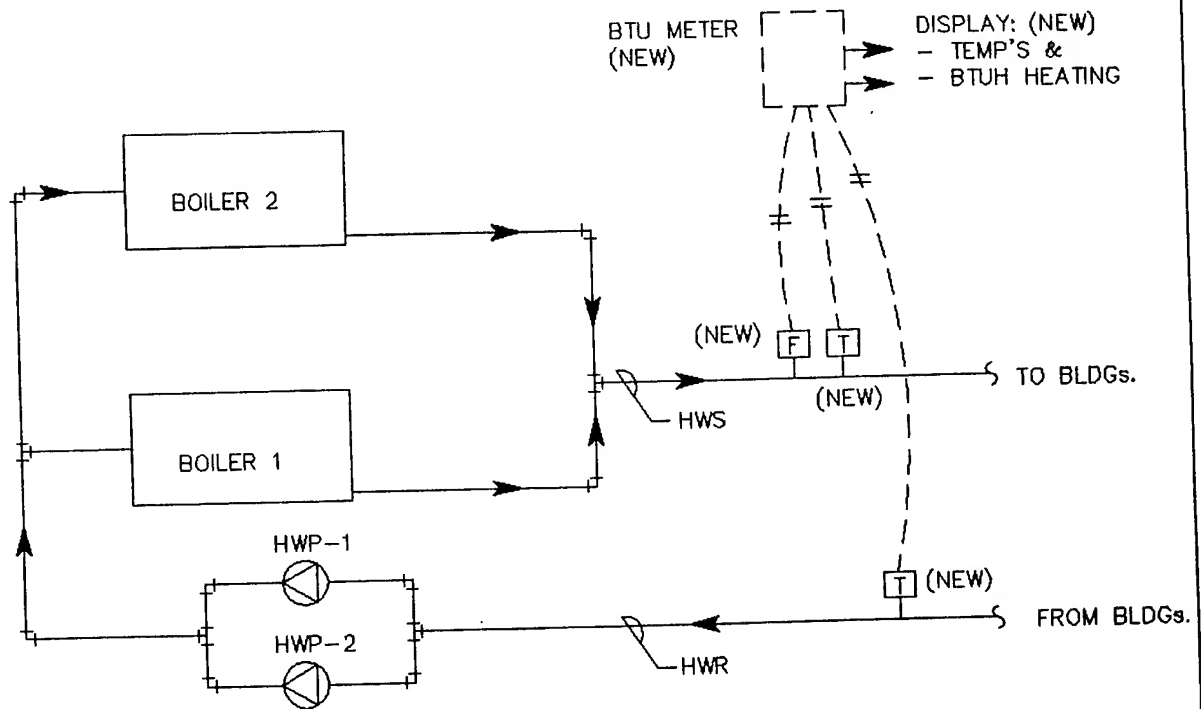 BTU METER
(NEW)
DISPLAY: (NEW)
- TEMP'S &
- BTUH HEATING
BOILER 2
(NEW)
F
T
(NEW)
TO BLDGs.
HWS
BOILER 1
HWP-1
T
(NEW)
FROM BLDGs.
HWP-2
HWR